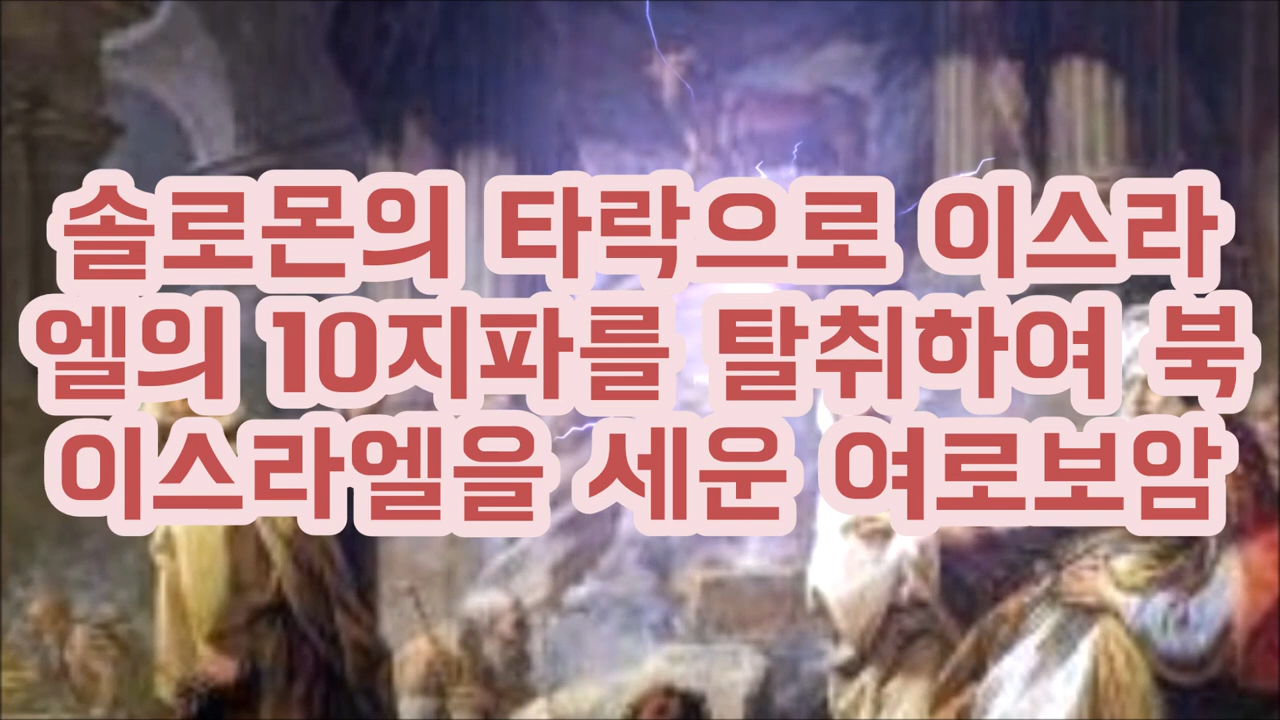 솔로몬의 타락으로 이스라
엘의 10지파를 탈취하여 북
이스라엘을 세운 여로보암